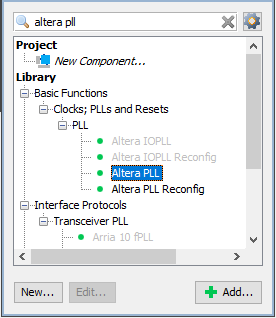 altera pll
Project
New Component...
Library
Basic Functions
Clocks; PLLs and Resets
PLL
Altera IOPLL
Altera IOPLL Reconfig
Altera PLL
Altera PLL Reconfig
Interface Protocols
Transceiver PLL
Arria 10 fPLL
New... Edit... Add...